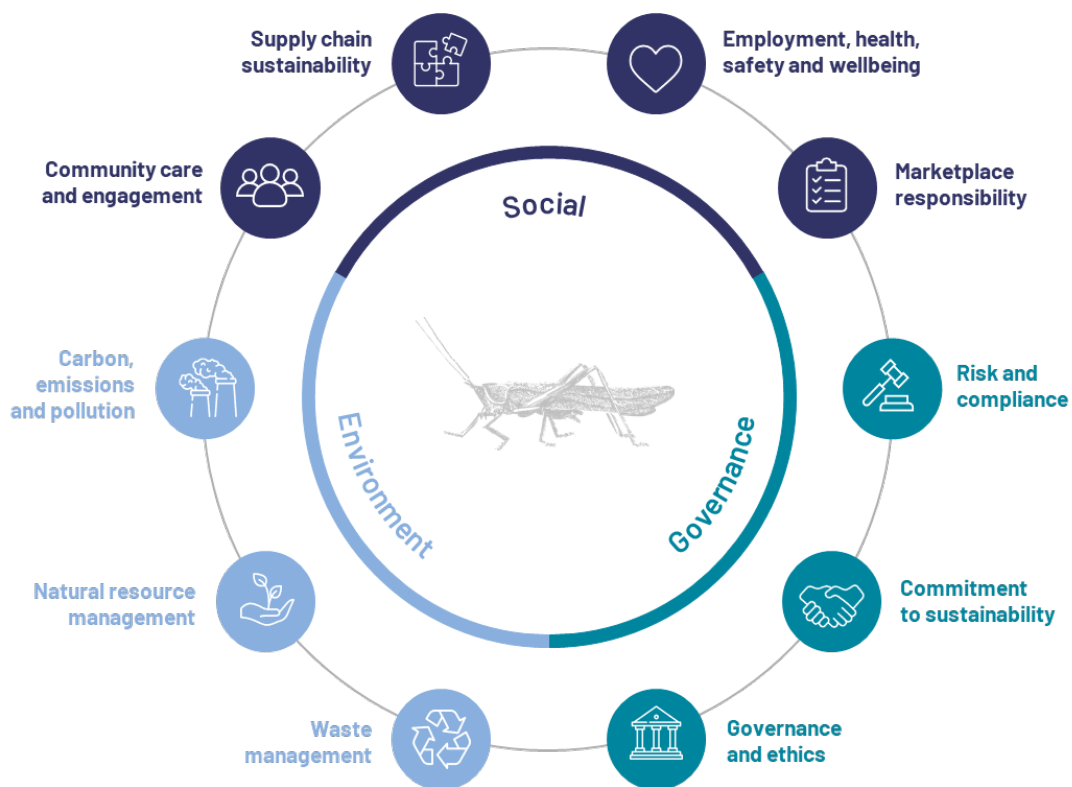 Supply chain
sustainability
Employment, health,
safety and wellbeing
Community care
and engagement
Marketplace
responsibility
Social
Carbon,
emissions
and pollution
Risk and
compliance
Environment
Governance
Natural resource
management
Commitment
to sustainability
Waste
management
Governance
and ethics